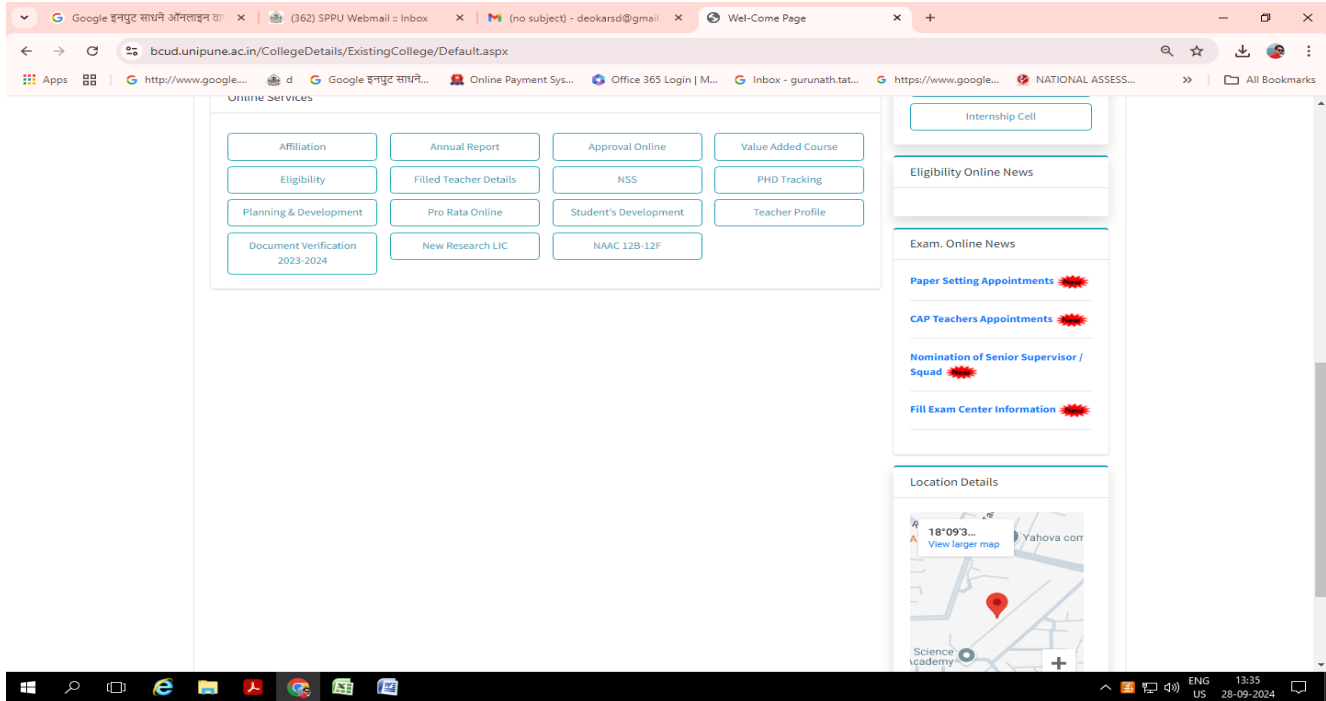 Google इनपुट साधने ऑनलाइन वा
(362) SPPU Webmail :: Inbox
(no subject) - deokarsd@gmail.
Wel-Come Page
bcud.unipune.ac.in/CollegeDetails/ExistingCollege/Default.aspx
Apps
http://www.google....
d
Google इनपुट साधने...
Online Payment Sys...
Office 365 Login | M...
Inbox - gurunath.tat...
https://www.google...
NATIONAL ASSESS...
All Bookmarks
Online Services
Affiliation
Annual Report
Approval Online
Value Added Course
Eligibility
Filled Teacher Details
NSS
PHD Tracking
Planning & Development
Pro Rata Online
Student's Development
Teacher Profile
Document Verification
2023-2024
New Research LIC
NAAC 12B-12F
Internship Cell
Eligibility Online News
Exam. Online News
Paper Setting Appointments New
CAP Teachers Appointments New
Nomination of Senior Supervisor /
Squad New
Fill Exam Center Information New
Location Details
18°09'3...
View larger map
Yahova com
Science
Academy
ENG
US
13:35
28-09-2024